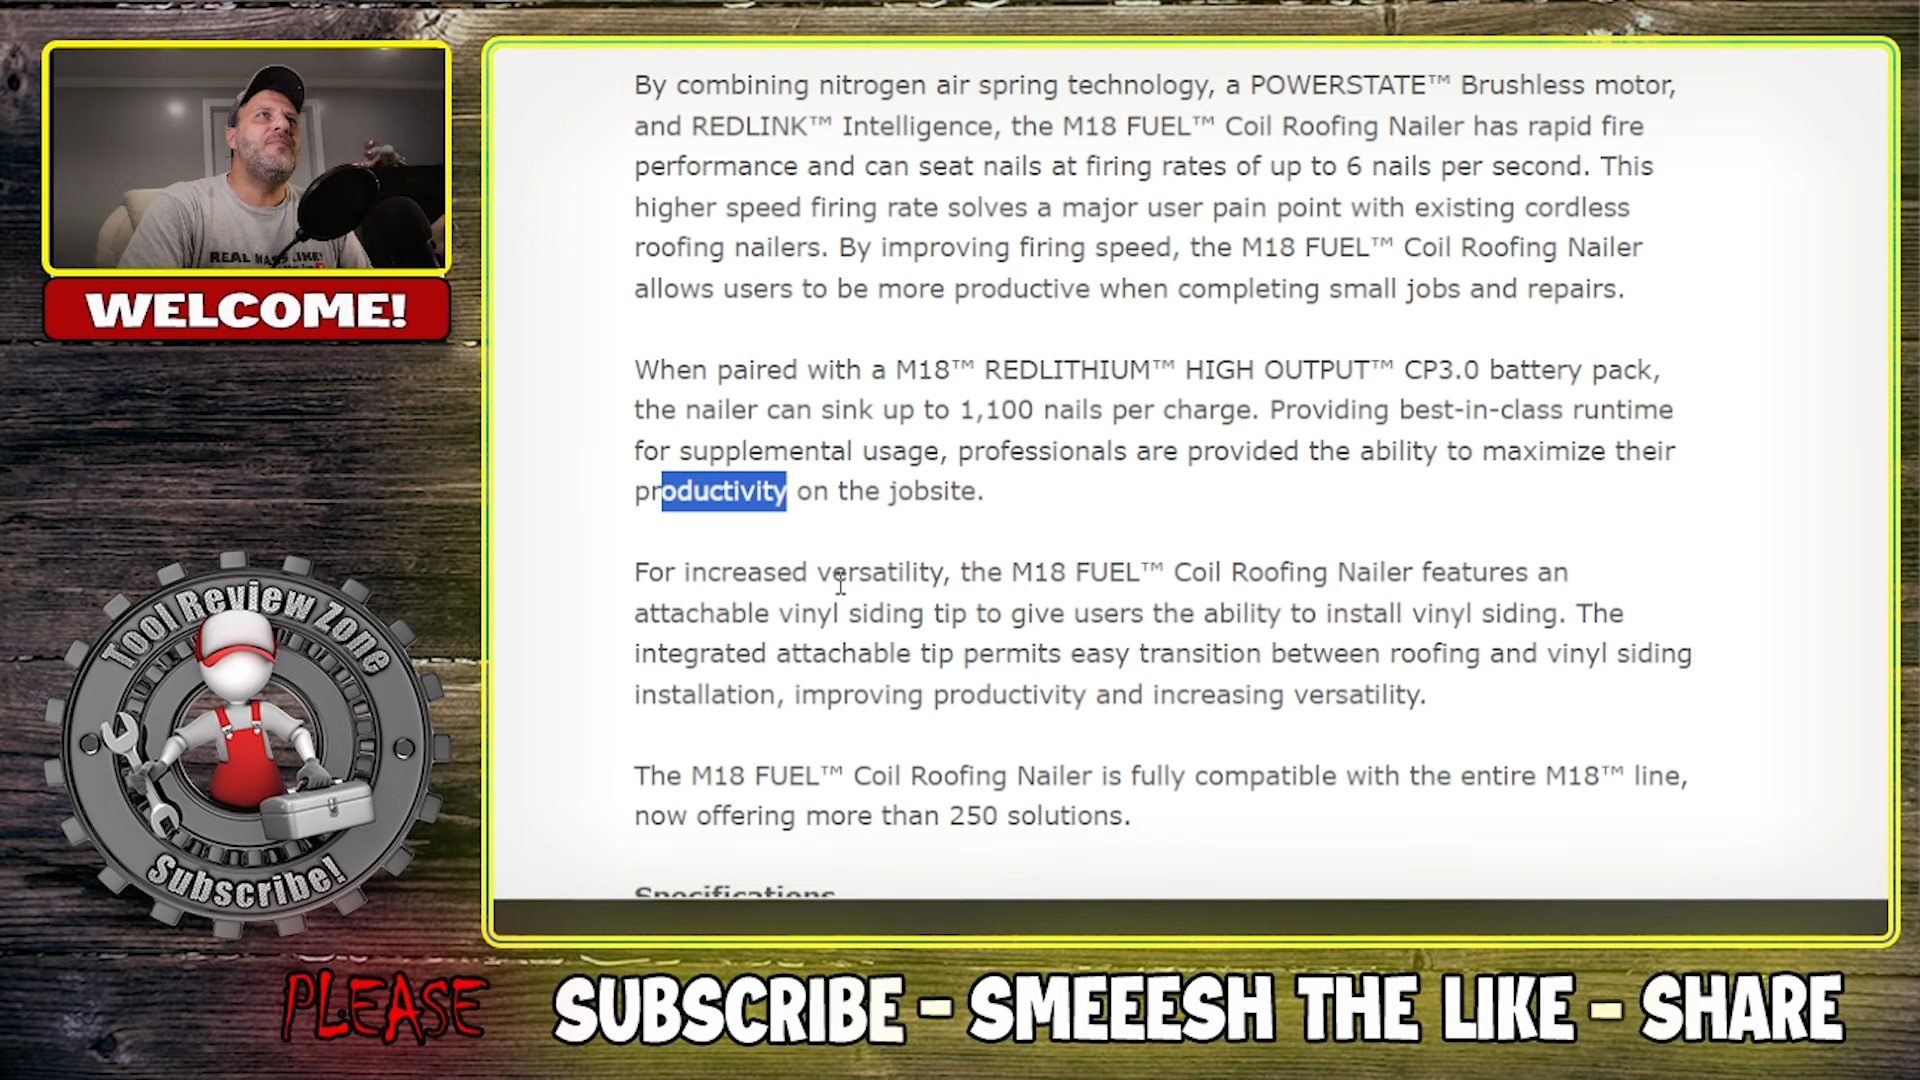 By combining nitrogen air spring technology, a POWERSTATE™ Brushless motor,
and REDLINK™ Intelligence, the M18 FUEL™ Coil Roofing Nailer has rapid fire
performance and can seat nails at firing rates of up to 6 nails per second. This
higher speed firing rate solves a major user pain point with existing cordless
roofing nailers. By improving firing speed, the M18 FUEL™ Coil Roofing Nailer
allows users to be more productive when completing small jobs and repairs.
When paired with a M18™ REDLITHIUM™ HIGH OUTPUT™ CP3.0 battery pack,
the nailer can sink up to 1,100 nails per charge. Providing best-in-class runtime
for supplemental usage, professionals are provided the ability to maximize their
productivity on the jobsite.
For increased versatility, the M18 FUEL™ Coil Roofing Nailer features an
attachable vinyl siding tip to give users the ability to install vinyl siding. The
integrated attachable tip permits easy transition between roofing and vinyl siding
installation, improving productivity and increasing versatility.
The M18 FUEL™ Coil Roofing Nailer is fully compatible with the entire M18™ line,
now offering more than 250 solutions.
Specifications
REAL
WELCOME!
Tool Review Zone
Subscribe!
PLEASE SUBSCRIBE - SMEEESH THE LIKE - SHARE